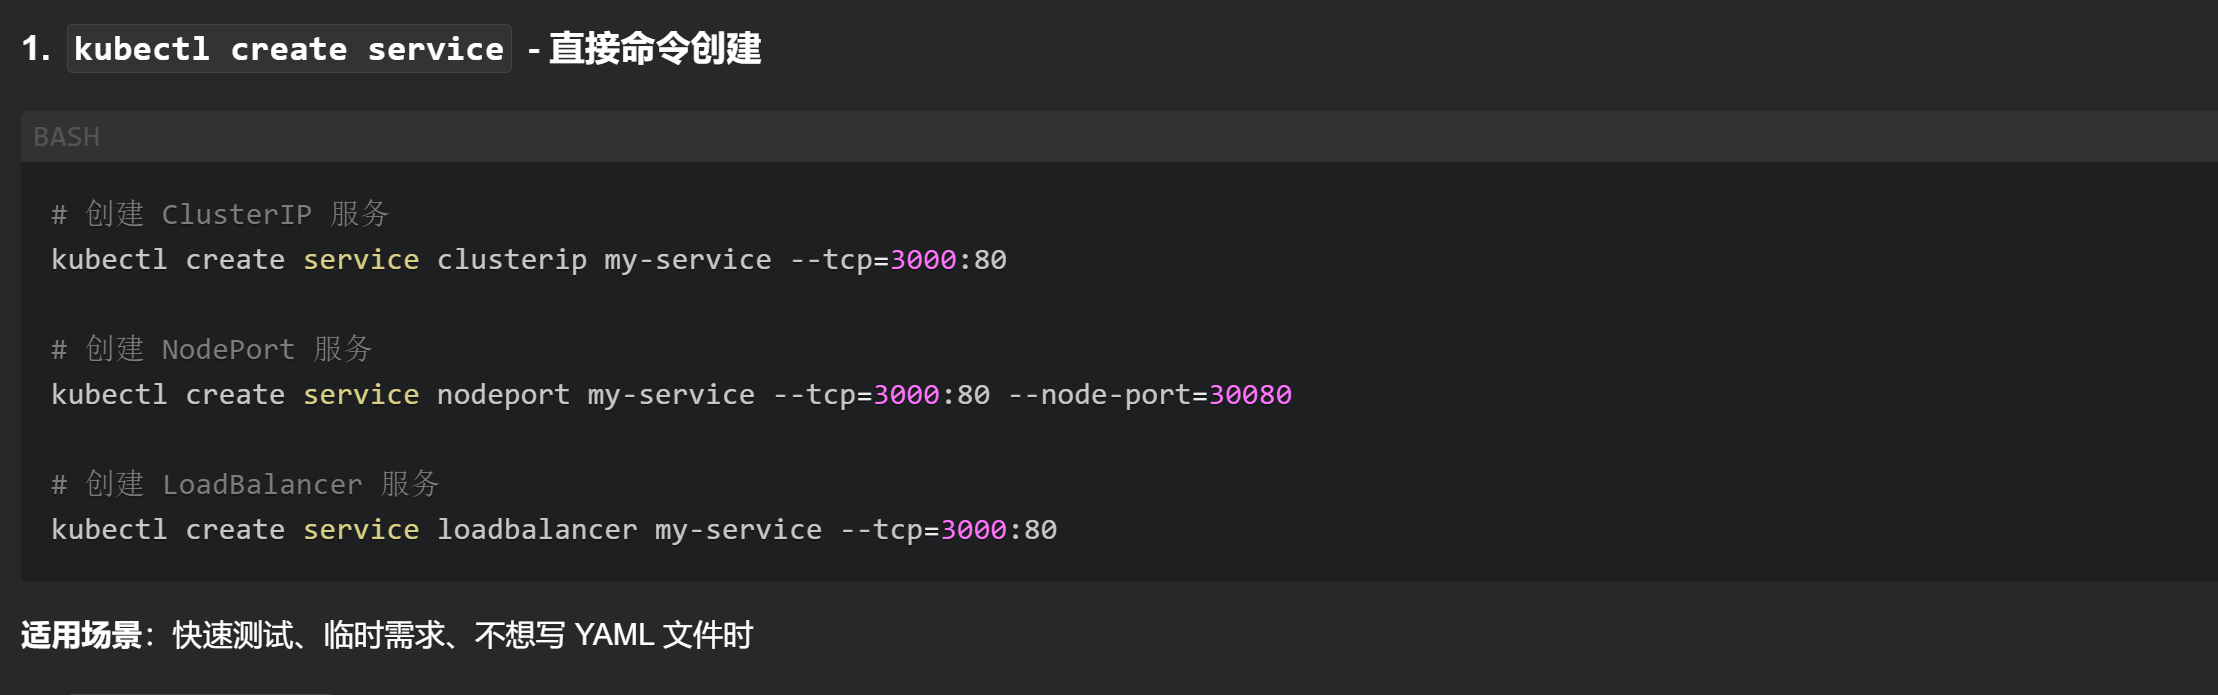 1. kubectl create service - 直接命令创建
BASH
# 创建 ClusterIP 服务
kubectl create service clusterip my-service --tcp=3000:80
# 创建 NodePort 服务
kubectl create service nodeport my-service --tcp=3000:80 --node-port=30080
# 创建 LoadBalancer 服务
kubectl create service loadbalancer my-service --tcp=3000:80
适用场景：快速测试、临时需求、不想写 YAML 文件时